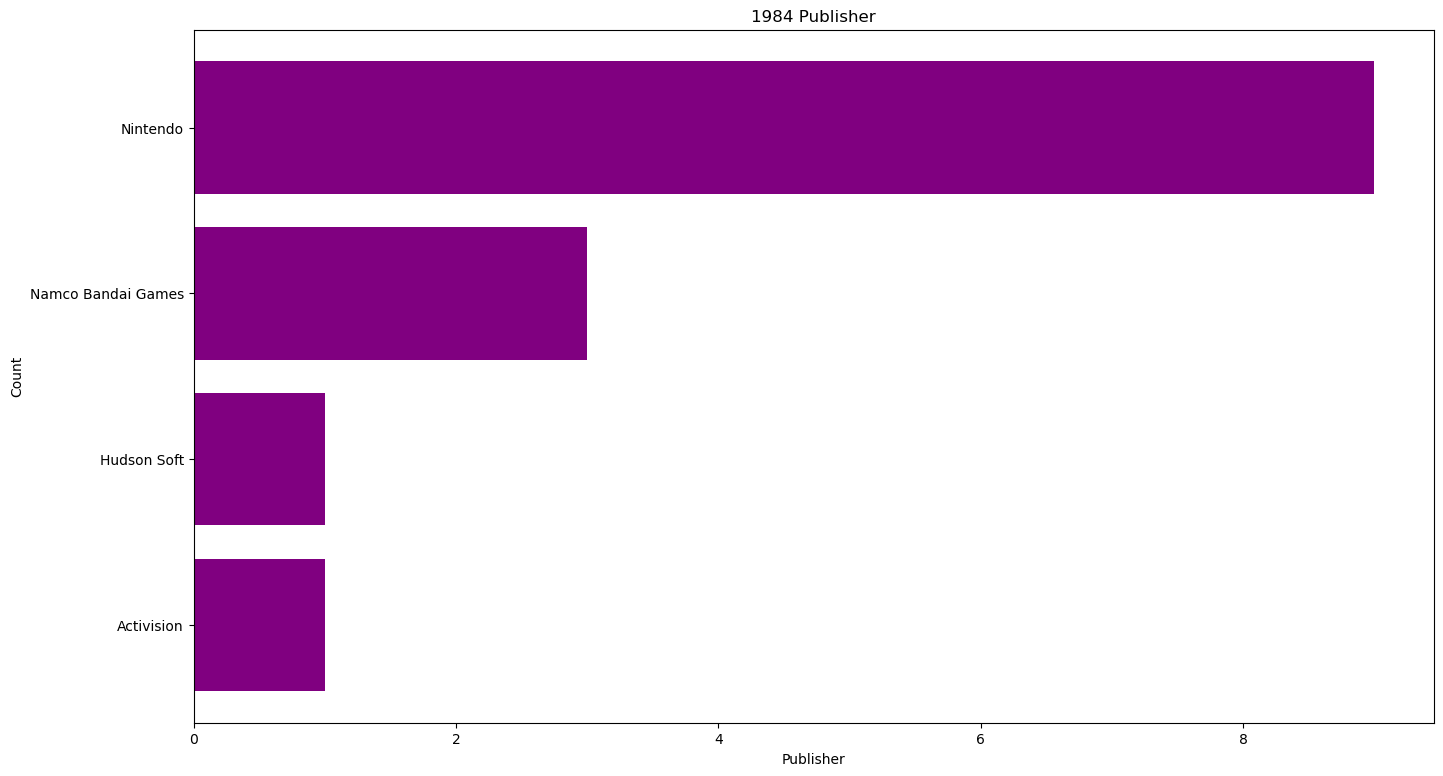 1984 Publisher
Nintendo
Namco Bandai Games
Count
Hudson Soft
Activision
0 2 4 6 8
Publisher